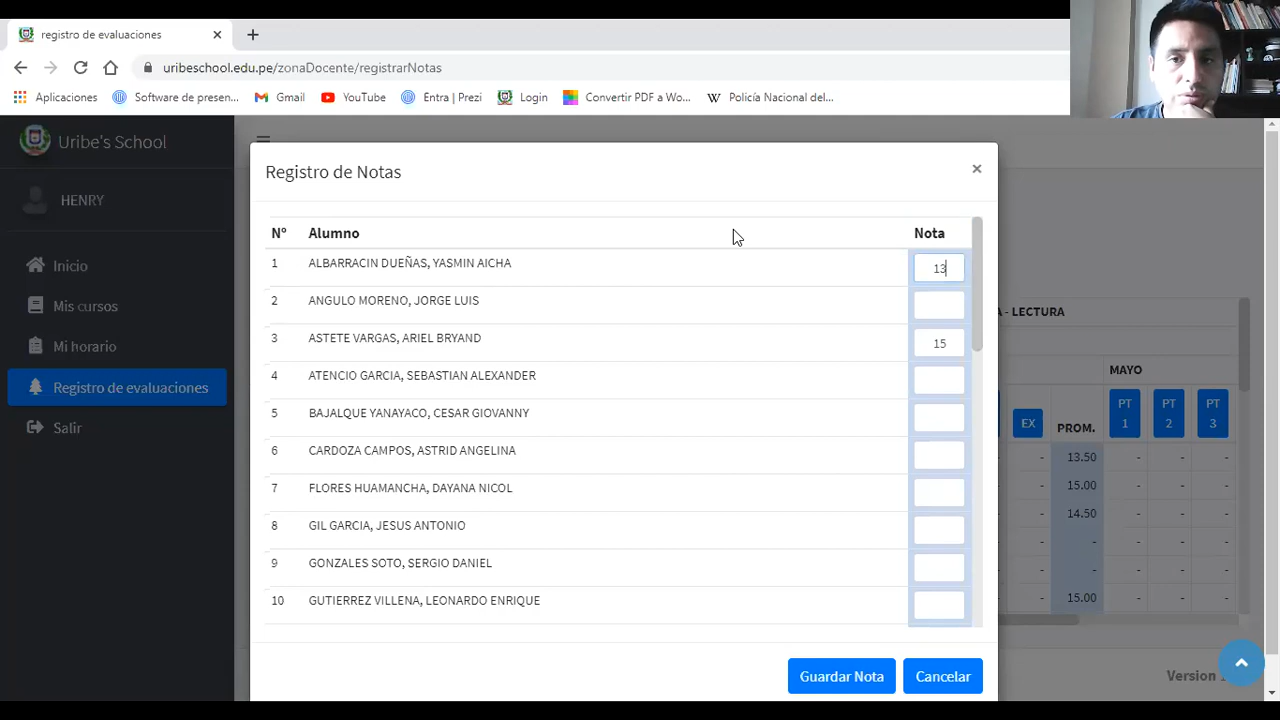 registro de evaluaciones
uribeschool.edu.pe/zonaDocente/registrarNotas
Aplicaciones
Software de presen...
Gmail
YouTube
Entra | Prezi
Login
Convertir PDF a Wo...
W Policía Nacional del...
Uribe's School
HENRY
Inicio
Mis cursos
Mi horario
Registro de evaluaciones
Salir
Registro de Notas
×
N° Alumno Nota
1 ALBARRACIN DUEÑAS, YASMIN AICHA 13
2 ANGULO MORENO, JORGE LUIS
3 ASTETE VARGAS, ARIEL BRYAND 15
4 ATENCIO GARCIA, SEBASTIAN ALEXANDER
5 BAJALQUE YANAYACO, CESAR GIOVANNY
6 CARDOZA CAMPOS, ASTRID ANGELINA
7 FLORES HUAMANCHA, DAYANA NICOL
8 GIL GARCIA, JESUS ANTONIO
9 GONZALES SOTO, SERGIO DANIEL
10 GUTIERREZ VILLENA, LEONARDO ENRIQUE
Guardar Nota
Cancelar
- LECTURA
MAYO
EX PROM. PT 1 PT 2 PT 3
- 13.50 - - -
- 15.00 - - -
- 14.50 - - -
- - - - -
- - - - -
- 15.00 - - -
Version